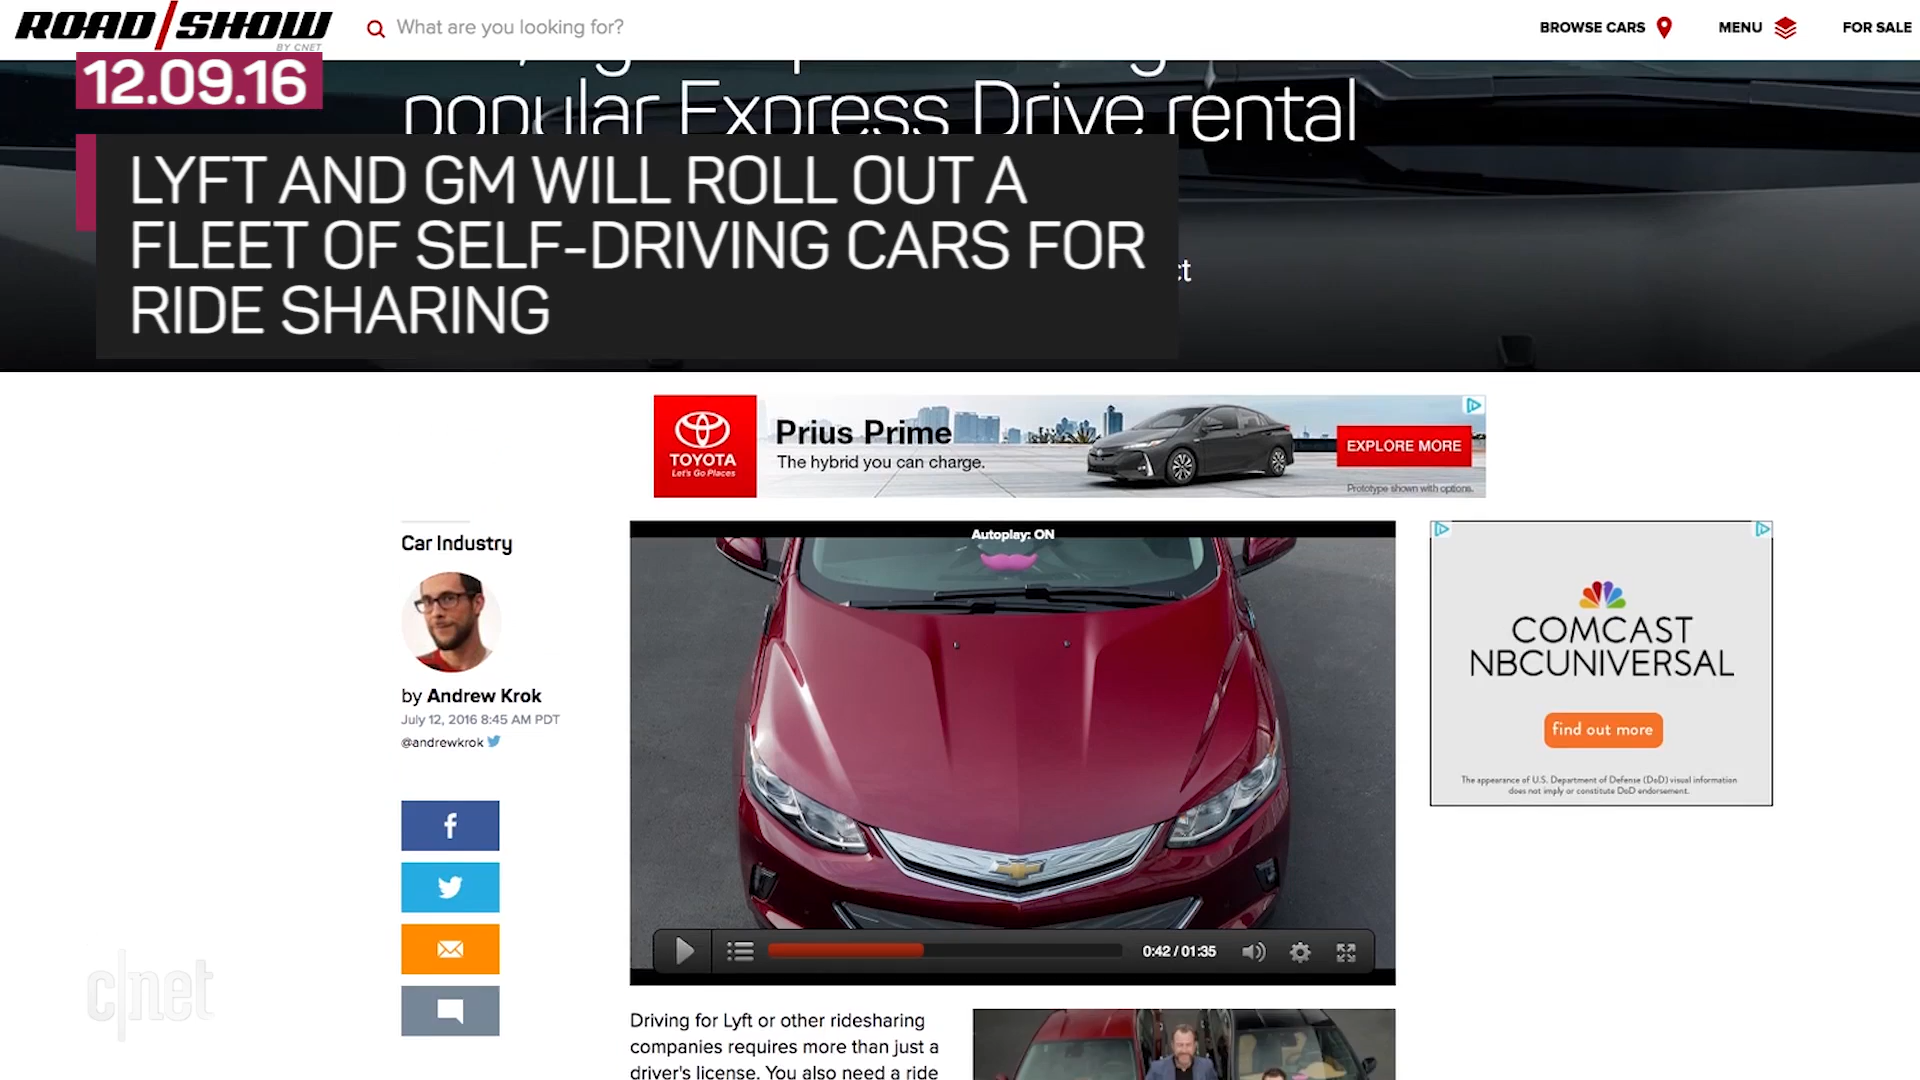 ROAD/SHOW
BY CNET
What are you looking for?
BROWSE CARS
MENU
FOR SALE
12.09.16
popular Express Drive rental
LYFT AND GM WILL ROLL OUT A
FLEET OF SELF-DRIVING CARS FOR
RIDE SHARING
ct
TOYOTA
Let's Go Places
Prius Prime
The hybrid you can charge.
EXPLORE MORE
Prototype shown with options.
Car Industry
by Andrew Krok
July 12, 2016 8:45 AM PDT
@andrewkrok
Autoplay: ON
0:42 / 01:35
COMCAST
NBCUNIVERSAL
find out more
The appearance of U.S. Department of Defense (DoD) visual information
does not imply or constitute DoD endorsement.
c|net
Driving for Lyft or other ridesharing
companies requires more than just a
driver's license. You also need a ride